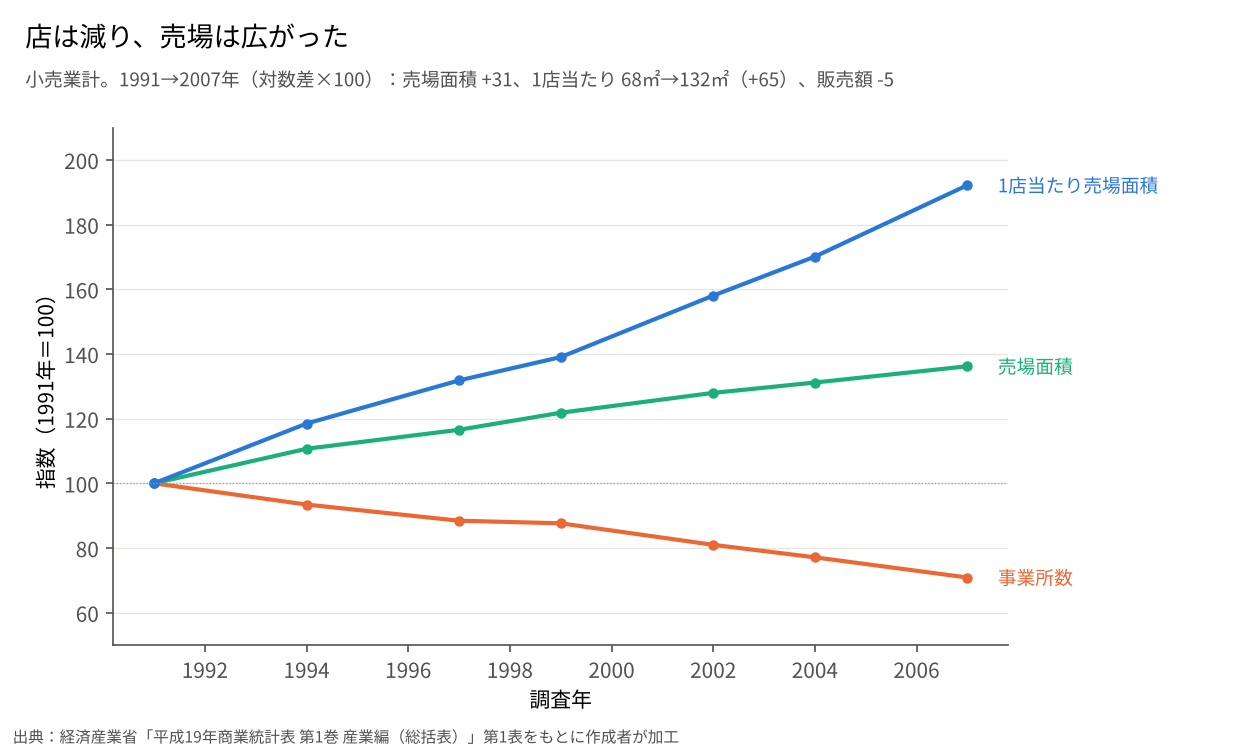 店は減り、売場は広がった
小売業計。1991→2007年（対数差×100）：売場面積 +31、1店当たり 68㎡→132㎡（+65）、販売額 -5
指数（1991年＝100）
200
180
160
140
120
100
80
60
1店当たり売場面積
売場面積
事業所数
1992
1994
1996
1998
2000
2002
2004
2006
調査年
出典：経済産業省「平成19年商業統計表 第1巻 産業編（総括表）」第1表をもとに作成者が加工